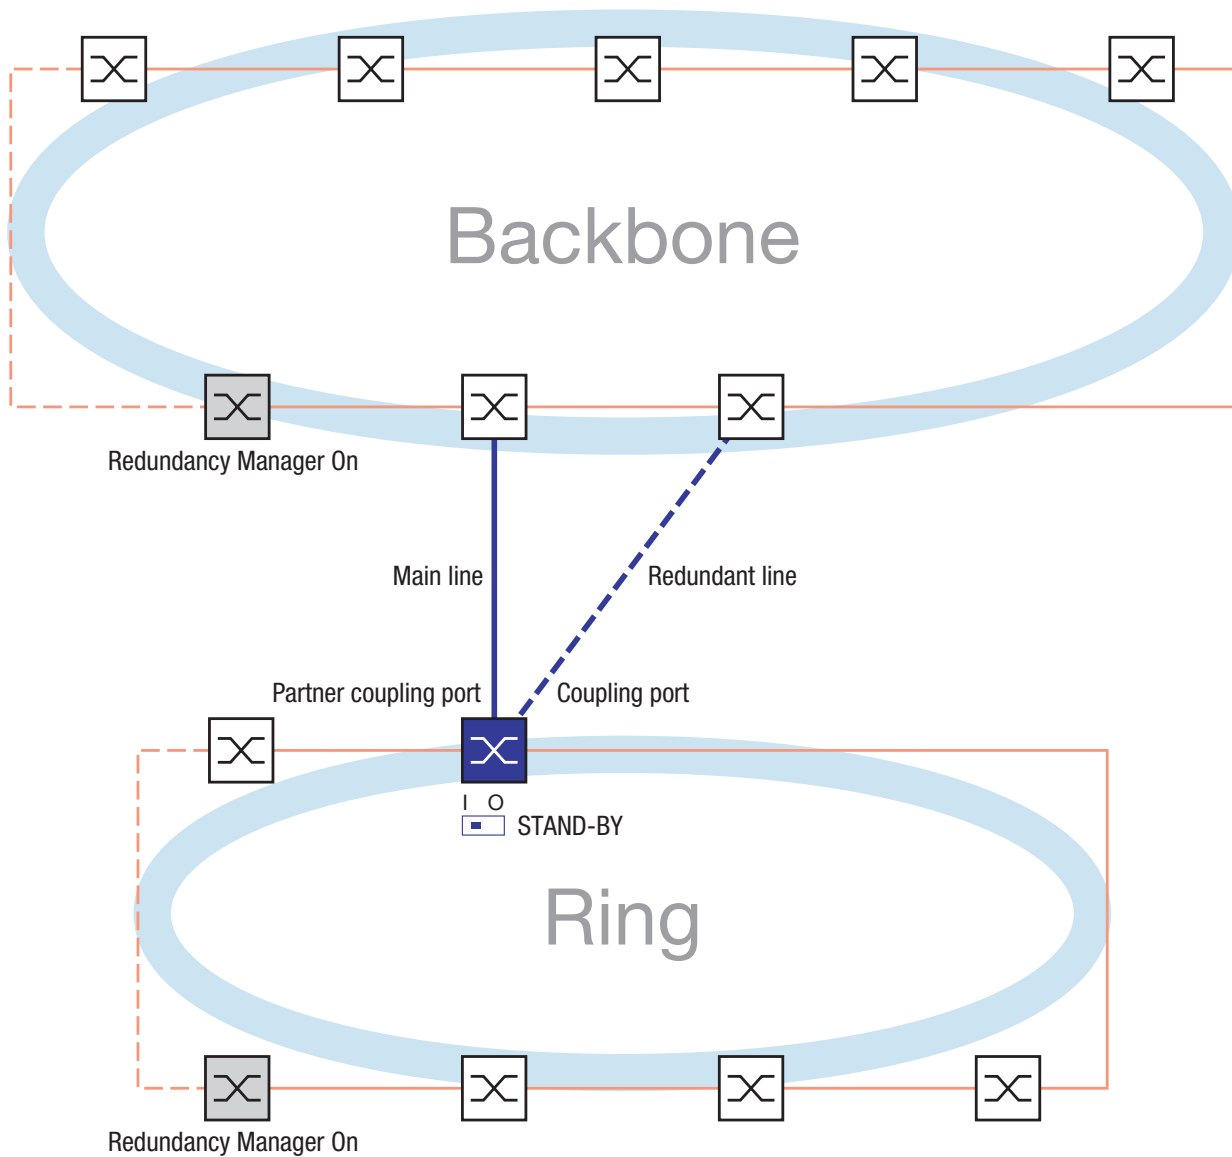 Backbone
Redundancy Manager On
Main line
Redundant line
Partner coupling port
Coupling port
I O
STAND-BY
Ring
Redundancy Manager On